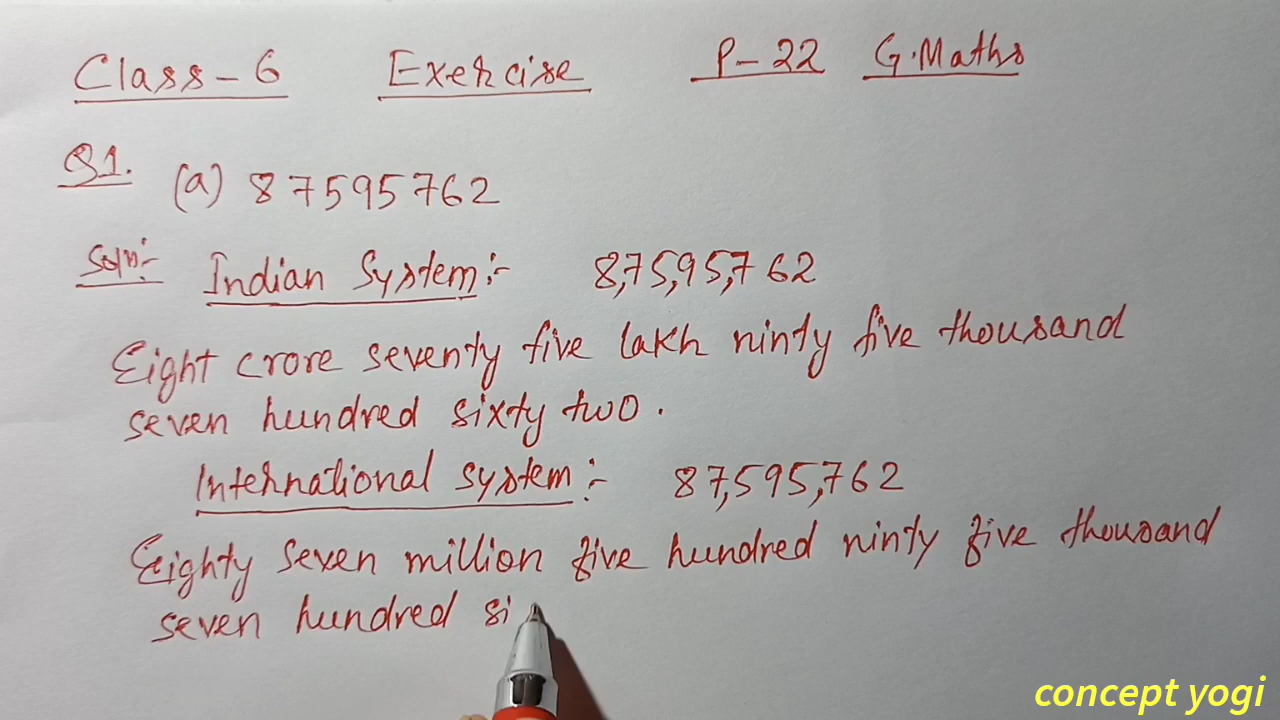 Class-6 Exercise P-22 G.Maths
Q1. (a) 87595762
Soln:- Indian System:- 8,75,95,762
Eight crore seventy five lakh ninty five thousand
seven hundred sixty two.
International system:- 87,595,762
Eighty seven million five hundred ninty five thousand
seven hundred si
concept yogi